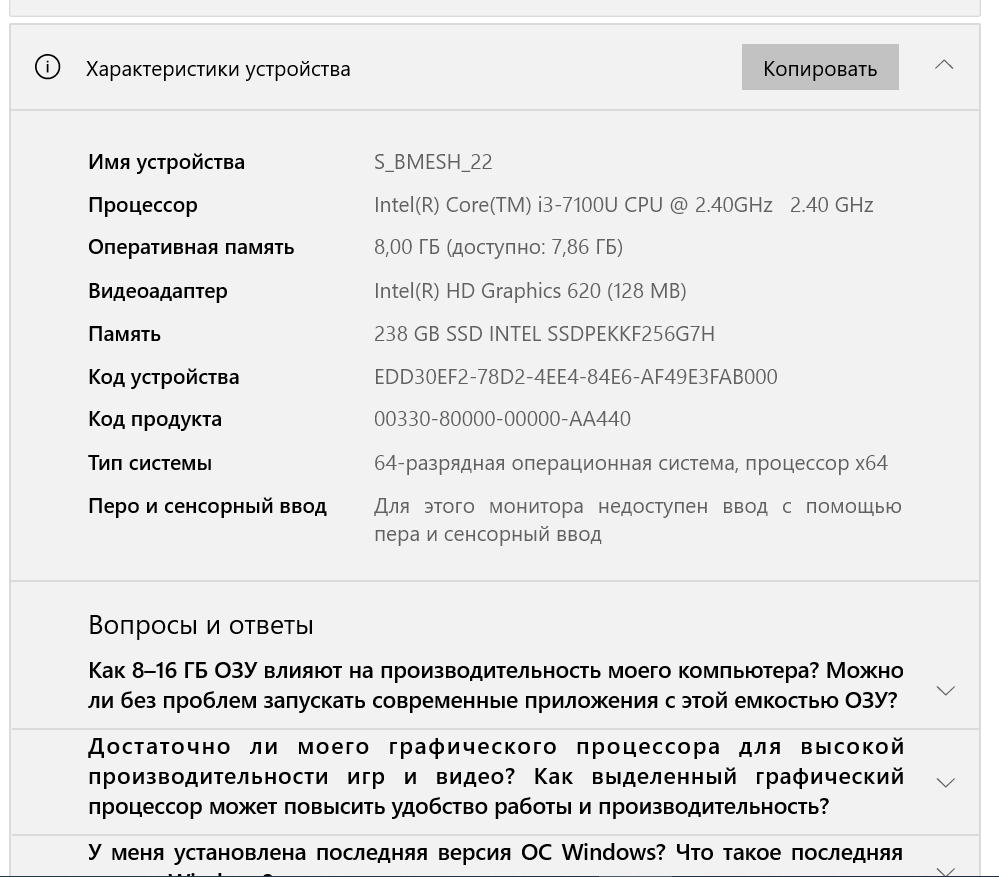 Характеристики устройства
Копировать
Имя устройства S_BMESH_22
Процессор Intel(R) Core(TM) i3-7100U CPU @ 2.40GHz 2.40 GHz
Оперативная память 8,00 ГБ (доступно: 7,86 ГБ)
Видеоадаптер Intel(R) HD Graphics 620 (128 MB)
Память 238 GB SSD INTEL SSDPEKKF256G7H
Код устройства EDD30EF2-78D2-4EE4-84E6-AF49E3FAB000
Код продукта 00330-80000-00000-AA440
Тип системы 64-разрядная операционная система, процессор x64
Перо и сенсорный ввод Для этого монитора недоступен ввод с помощью
пера и сенсорный ввод
Вопросы и ответы
Как 8–16 ГБ ОЗУ влияют на производительность моего компьютера? Можно
ли без проблем запускать современные приложения с этой емкостью ОЗУ?
Достаточно ли моего графического процессора для высокой
производительности игр и видео? Как выделенный графический
процессор может повысить удобство работы и производительность?
У меня установлена последняя версия ОС Windows? Что такое последняя